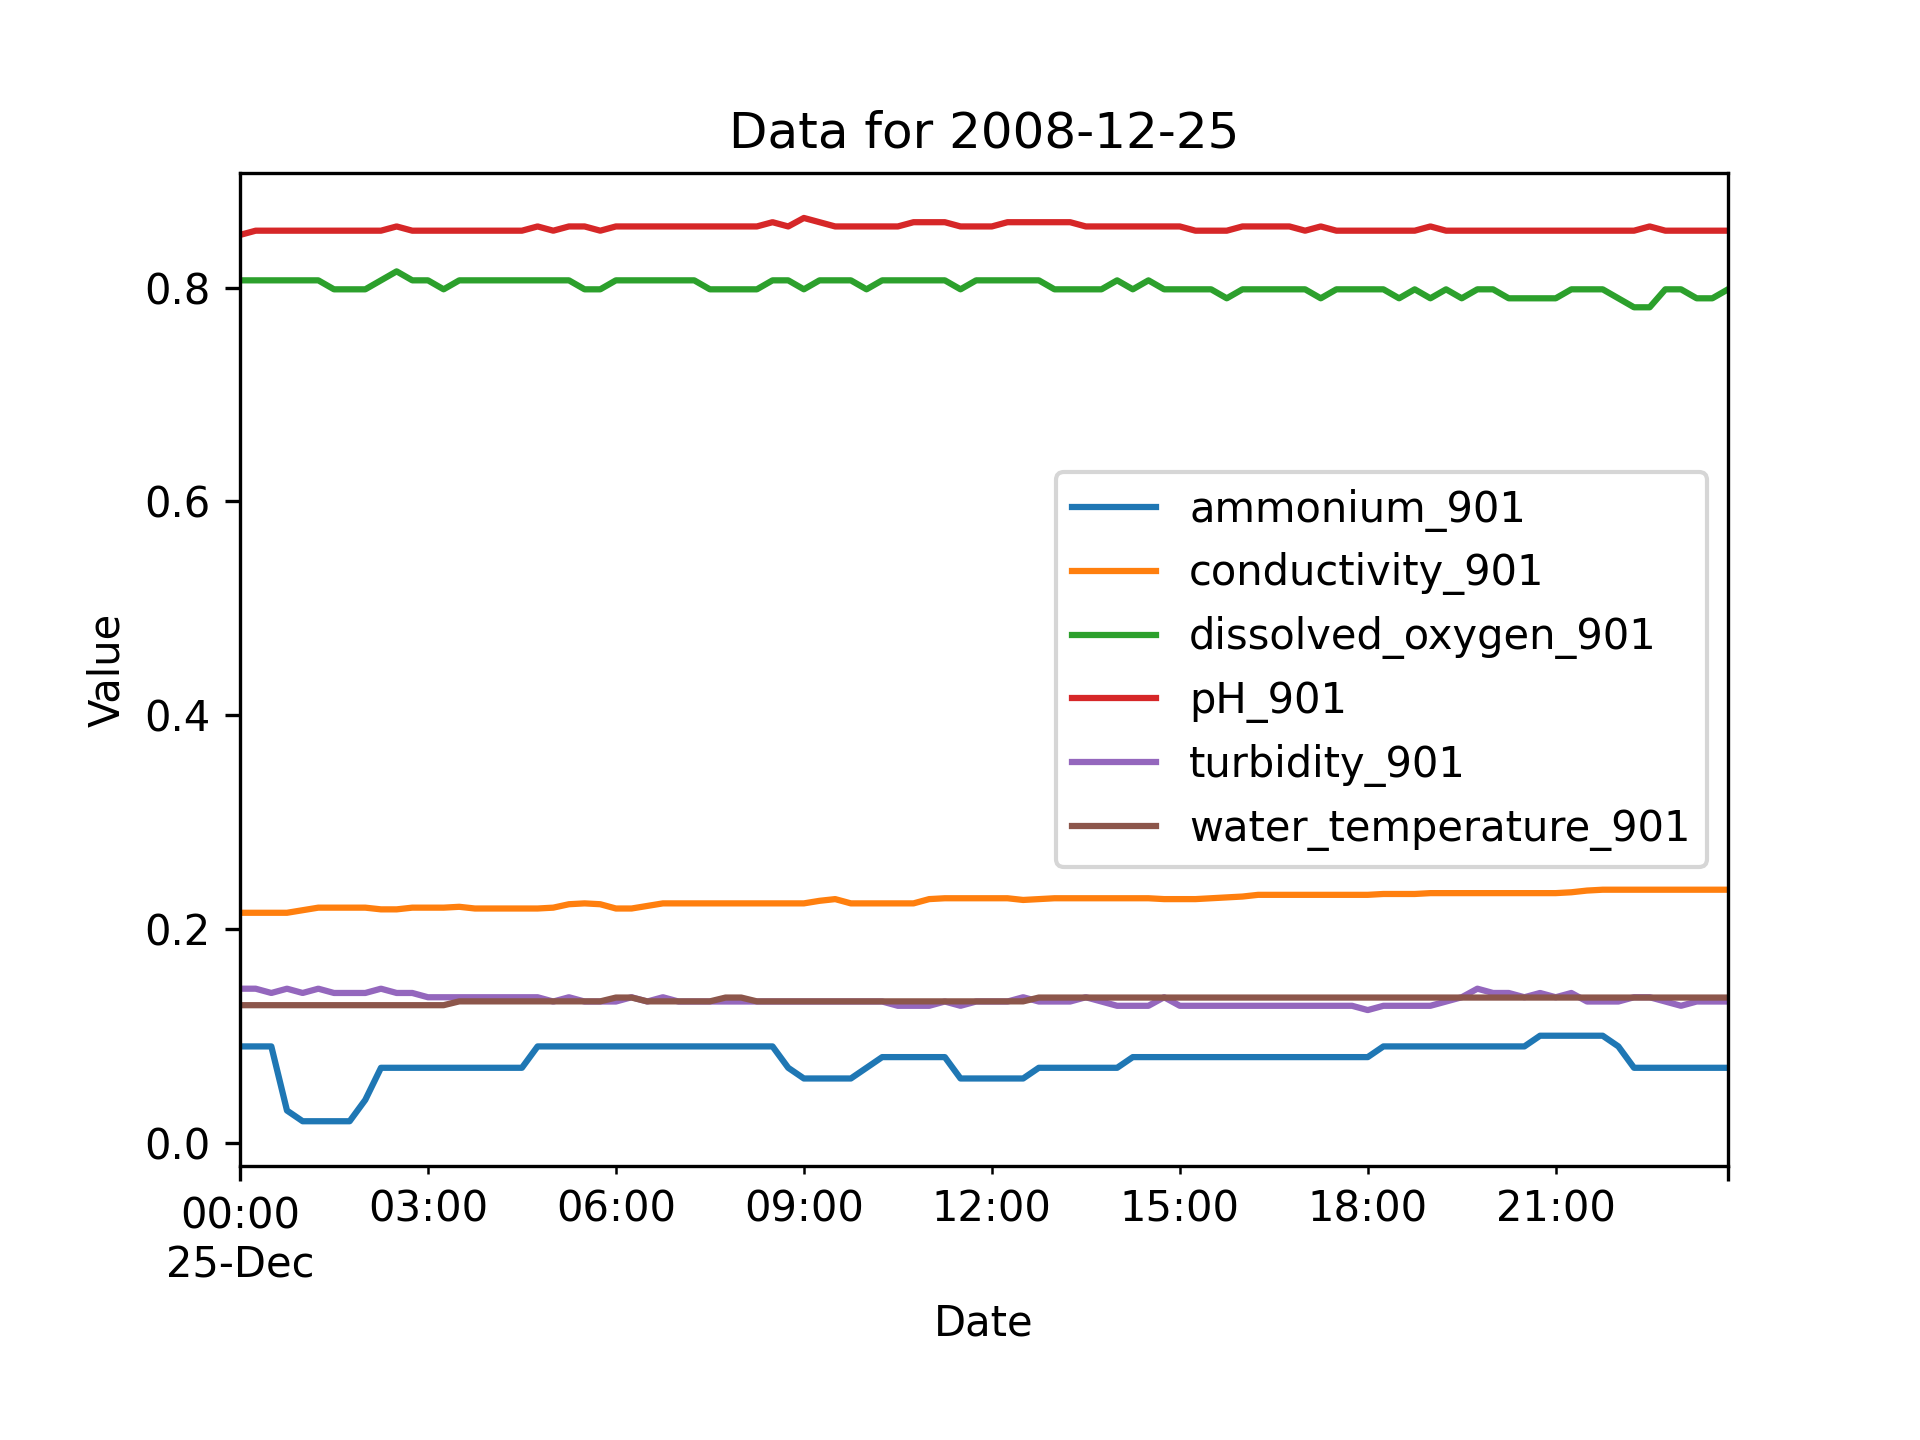 Data for 2008-12-25
Value
0.8
0.6
0.4
0.2
0.0
ammonium_901
conductivity_901
dissolved_oxygen_901
pH_901
turbidity_901
water_temperature_901
00:00 03:00 06:00 09:00 12:00 15:00 18:00 21:00
25-Dec
Date